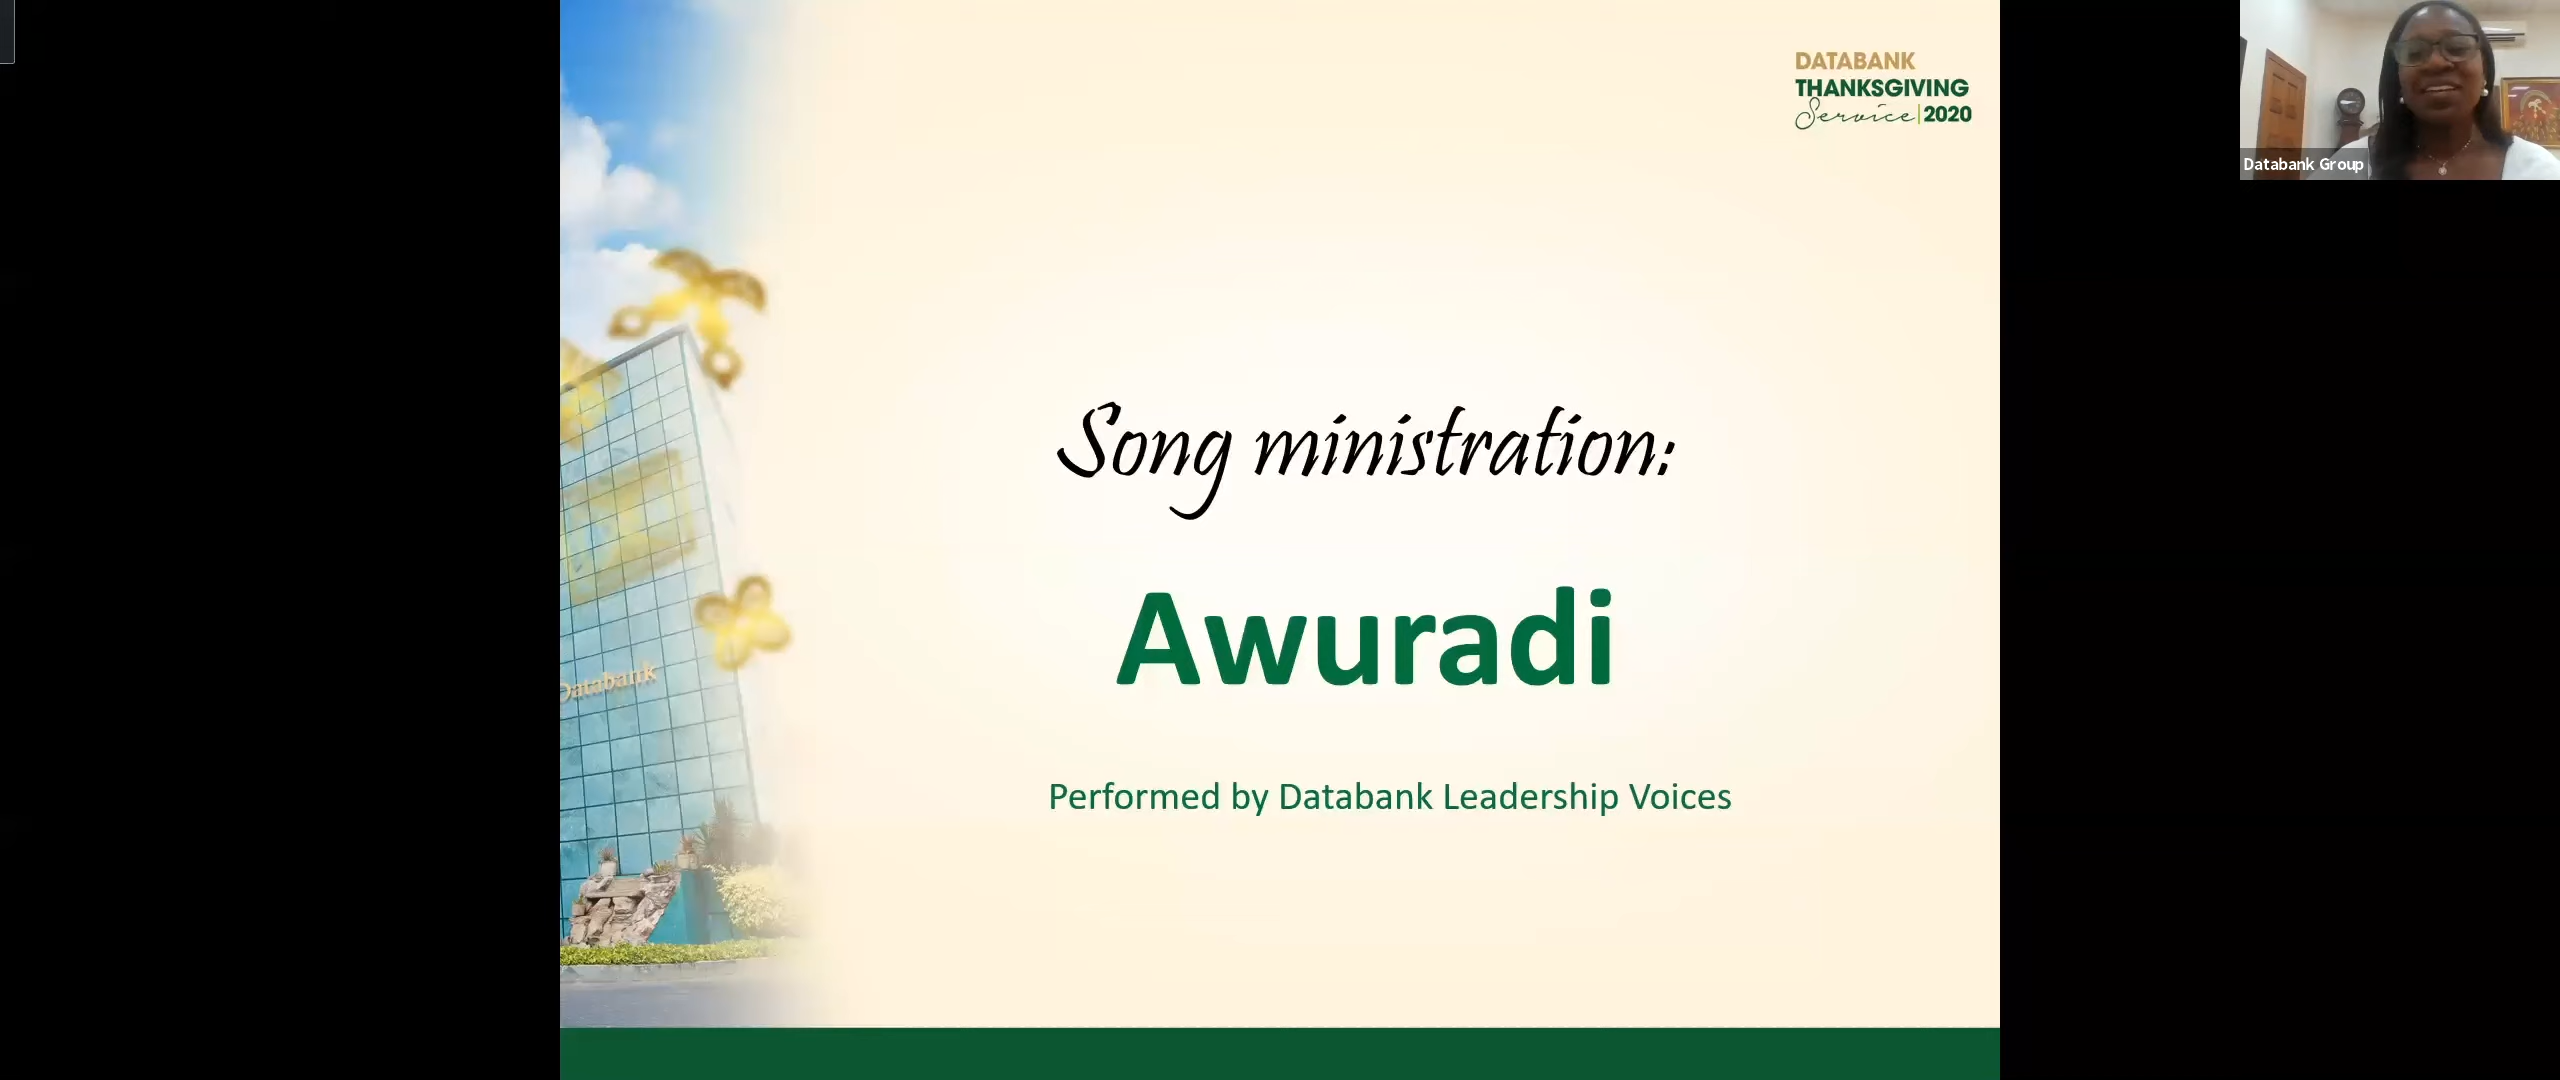 DATABANK
THANKSGIVING
Service | 2020
Databank Group
Song ministration:
Awuradi
Databank
Performed by Databank Leadership Voices